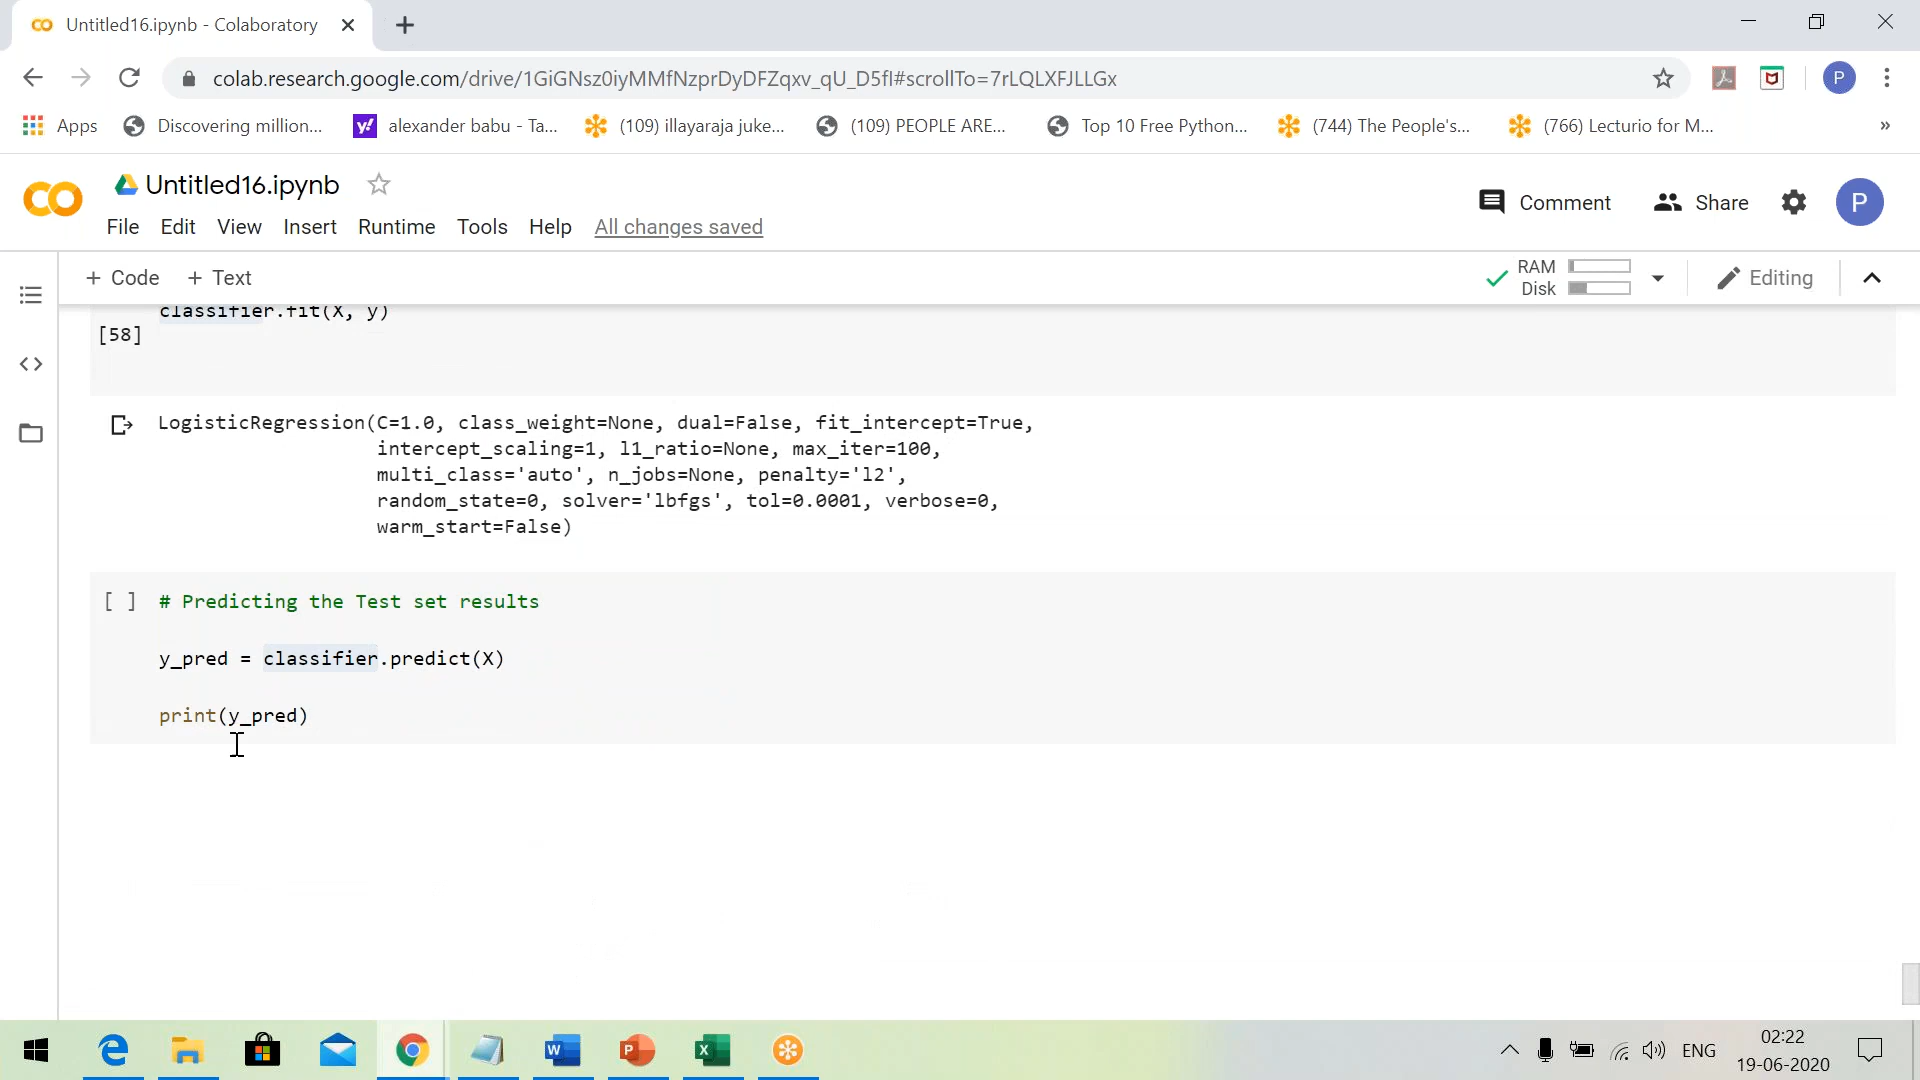 Untitled16.ipynb - Colaboratory
colab.research.google.com/drive/1GiGNsz0iyMMfNzprDyDFZqxv_qU_D5fI#scrollTo=7rLQLXFJLLGx
P
Apps
Discovering million...
alexander babu - Ta...
(109) illayaraja juke...
(109) PEOPLE ARE...
Top 10 Free Python...
(744) The People's...
(766) Lecturio for M...
»
Untitled16.ipynb
Comment
Share
P
File Edit View Insert Runtime Tools Help All changes saved
+ Code + Text
RAM
Disk
Editing
classifier.fit(X, y)
[58]
LogisticRegression(C=1.0, class_weight=None, dual=False, fit_intercept=True,
intercept_scaling=1, l1_ratio=None, max_iter=100,
multi_class='auto', n_jobs=None, penalty='l2',
random_state=0, solver='lbfgs', tol=0.0001, verbose=0,
warm_start=False)
[ ] # Predicting the Test set results
y_pred = classifier.predict(X)
print(y_pred)
ENG
02:22
19-06-2020